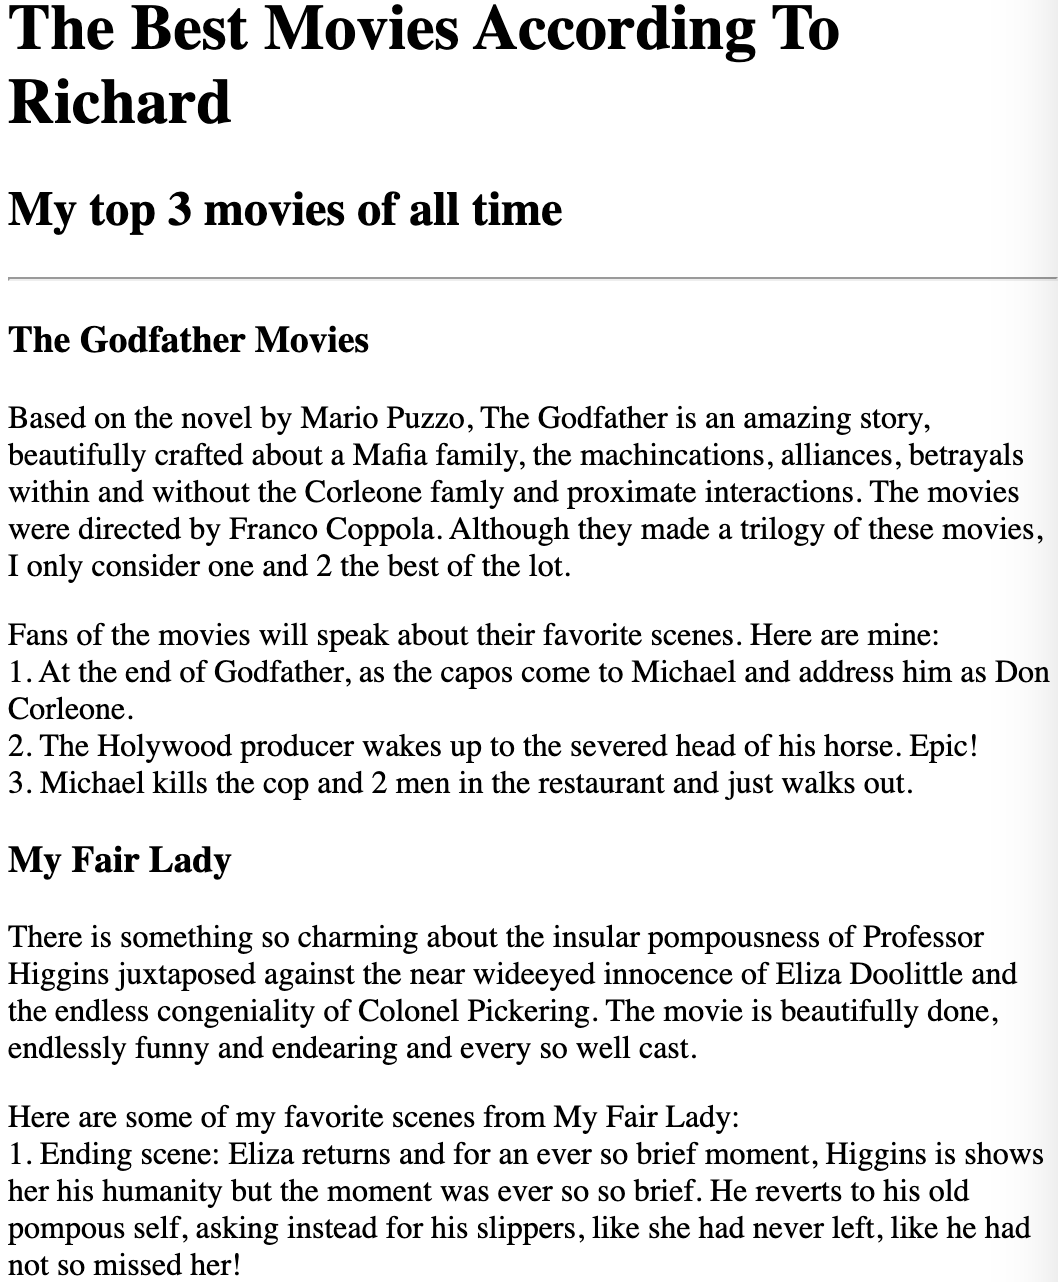 The Best Movies According To
Richard
My top 3 movies of all time
The Godfather Movies
Based on the novel by Mario Puzzo, The Godfather is an amazing story,
beautifully crafted about a Mafia family, the machincations, alliances, betrayals
within and without the Corleone famly and proximate interactions. The movies
were directed by Franco Coppola. Although they made a trilogy of these movies,
I only consider one and 2 the best of the lot.
Fans of the movies will speak about their favorite scenes. Here are mine:
1. At the end of Godfather, as the capos come to Michael and address him as Don
Corleone.
2. The Holywood producer wakes up to the severed head of his horse. Epic!
3. Michael kills the cop and 2 men in the restaurant and just walks out.
My Fair Lady
There is something so charming about the insular pompousness of Professor
Higgins juxtaposed against the near wideeyed innocence of Eliza Doolittle and
the endless congeniality of Colonel Pickering. The movie is beautifully done,
endlessly funny and endearing and every so well cast.
Here are some of my favorite scenes from My Fair Lady:
1. Ending scene: Eliza returns and for an ever so brief moment, Higgins is shows
her his humanity but the moment was ever so so brief. He reverts to his old
pompous self, asking instead for his slippers, like she had never left, like he had
not so missed her!